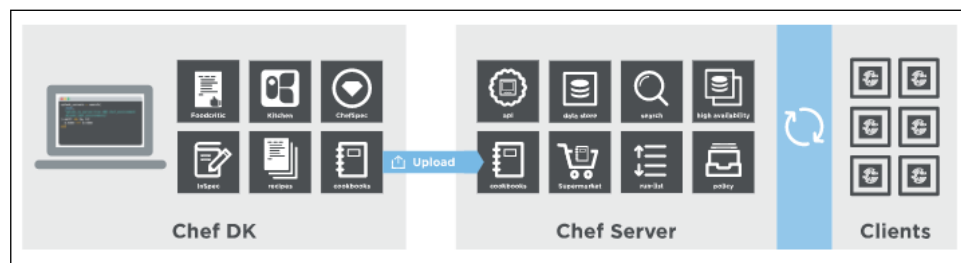 Foodcritic
Kitchen
ChefSpec
InSpec
recipes
cookbooks
Chef DK
Upload
api
data store
search
high availability
cookbooks
Supermarket
run-list
policy
Chef Server
Clients